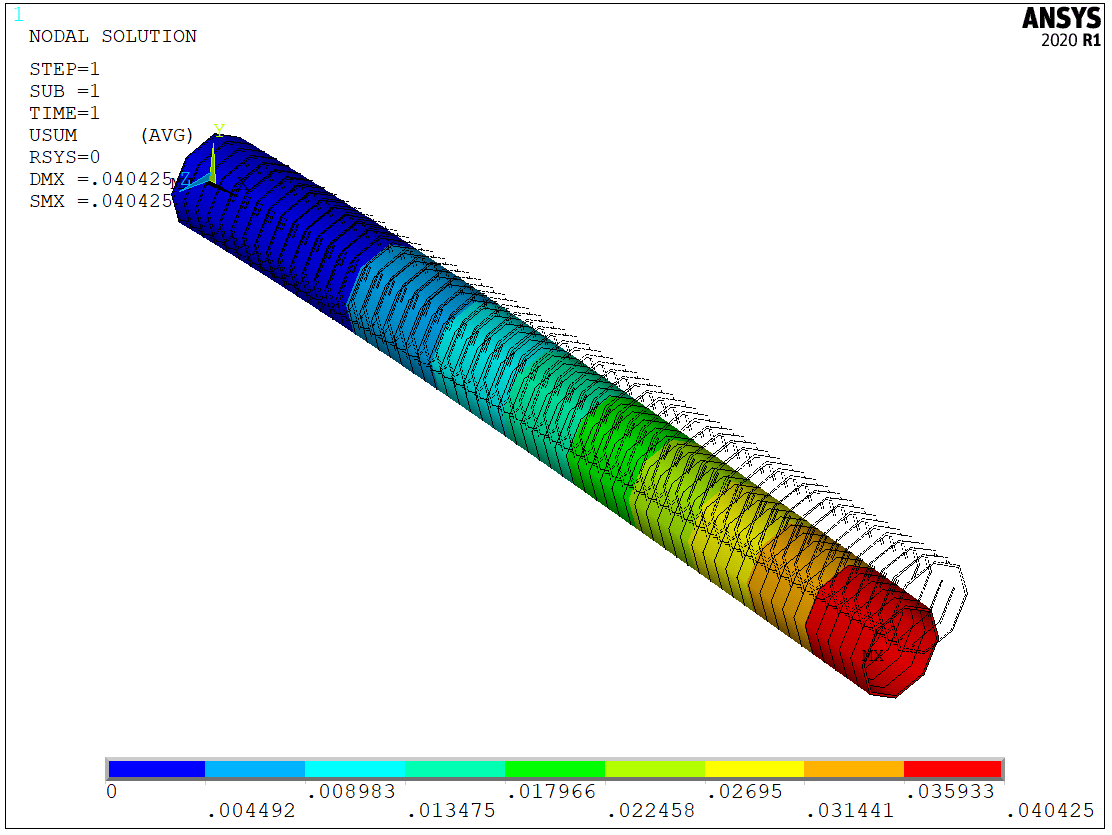 1
ANSYS
2020 R1
NODAL SOLUTION
STEP=1
SUB =1
TIME=1
USUM (AVG)
RSYS=0
DMX =.040425
SMX =.040425
Y
Z
MX
0 .008983 .017966 .02695 .035933
.004492 .013475 .022458 .031441 .040425